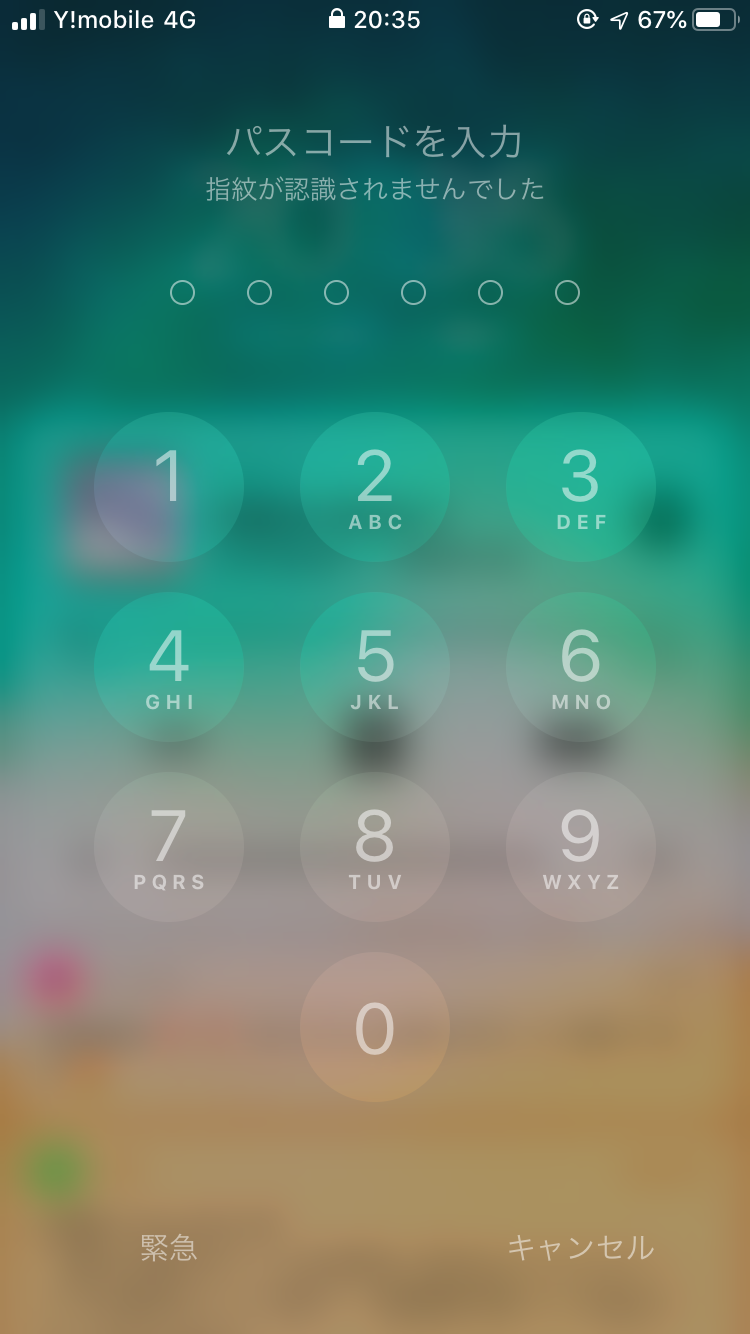 Y!mobile 4G 20:35 67%
パスコードを入力
指紋が認識されませんでした
1 2 3
ABC DEF
4 5 6
GHI JKL MNO
7 8 9
PQRS TUV WXYZ
0
緊急 キャンセル